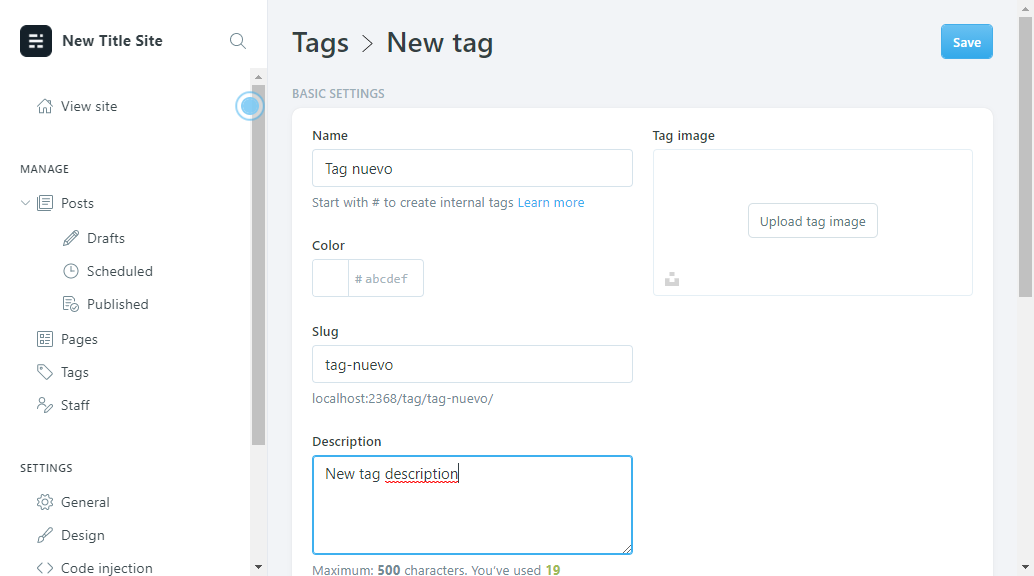 New Title Site
View site
MANAGE
Posts
Drafts
Scheduled
Published
Pages
Tags
Staff
SETTINGS
General
Design
Code injection
Tags > New tag
Save
BASIC SETTINGS
Name
Tag nuevo
Start with # to create internal tags Learn more
Color
# abcdef
Slug
tag-nuevo
localhost:2368/tag/tag-nuevo/
Description
New tag description
Maximum: 500 characters. You've used 19
Tag image
Upload tag image